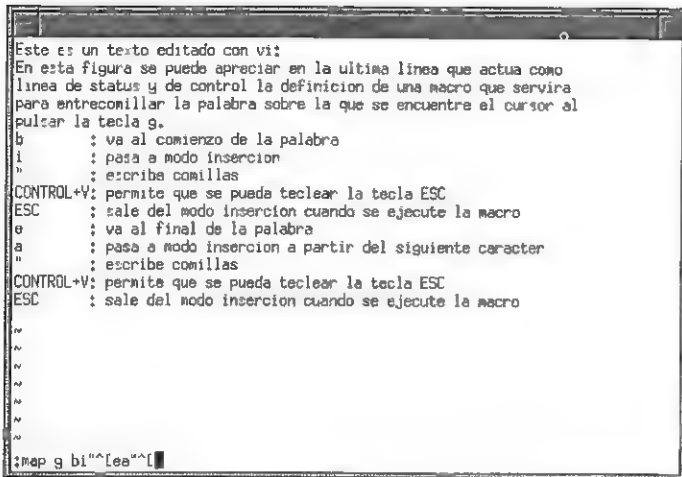 Este es un texto editado con vi:
En esta figura se puede apreciar en la ultima linea que actua como
linea de status y de control la definicion de una macro que servira
para entrecomillar la palabra sobre la que se encuentre el cursor al
pulsar la tecla g.
b : va al comienzo de la palabra
i : pasa a modo insercion
" : escribe comillas
CONTROL+V: permite que se pueda teclear la tecla ESC
ESC : sale del modo insercion cuando se ejecute la macro
e : va al final de la palabra
a : pasa a modo insercion a partir del siguiente caracter
" : escribe comillas
CONTROL+V: permite que se pueda teclear la tecla ESC
ESC : sale del modo insercion cuando se ejecute la macro
~
~
~
~
~
~
:map g bi"^[ea"^[